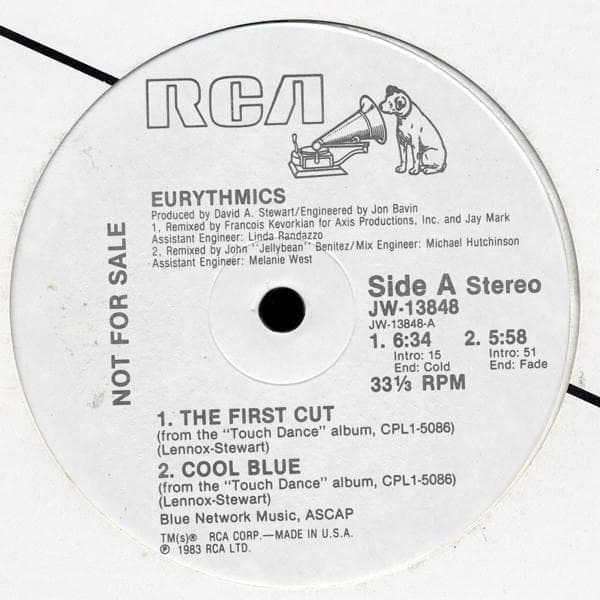 RCA
EURYTHMICS
Produced by David A. Stewart/Engineered by Jon Bavin
1, Remixed by Francois Kevorkian for Axis Productions, Inc. and Jay Mark
Assistant Engineer: Linda Randazzo
2, Remixed by John "Jellybean" Benitez/Mix Engineer: Michael Hutchinson
Assistant Engineer: Melanie West
NOT FOR SALE
Side A Stereo
JW-13848
JW-13848-A
1. 6:34 2. 5:58
Intro: 15 Intro: 51
End: Cold End: Fade
33⅓ RPM
1. THE FIRST CUT
(from the "Touch Dance" album, CPL1-5086)
(Lennox-Stewart)
2. COOL BLUE
(from the "Touch Dance" album, CPL1-5086)
(Lennox-Stewart)
Blue Network Music, ASCAP
TM(s)® RCA CORP.—MADE IN U.S.A.
℗ 1983 RCA LTD.